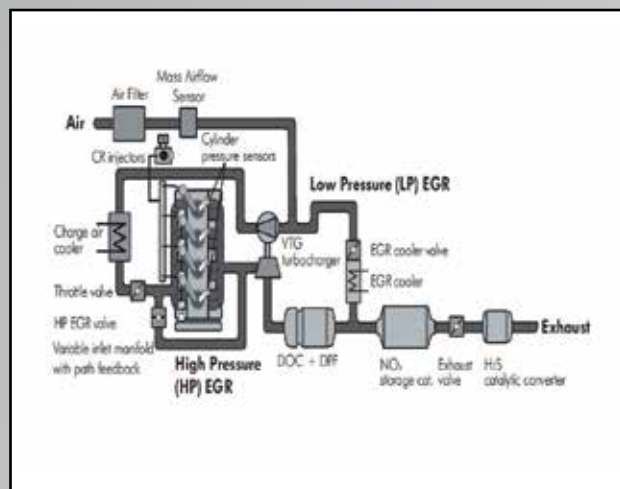 Mass Airflow
Sensor
Air Filter
Air
CR injectors
Cylinder
pressure sensors
Low Pressure (LP) EGR
Charge air
cooler
VTG
turbocharger
EGR cooler valve
EGR cooler
Throttle valve
HP EGR valve
Variable inlet manifold
with path feedback
High Pressure
(HP) EGR
DOC + DPF
NOₓ
storage cat.
Exhaust
valve
H₂S
catalytic converter
Exhaust